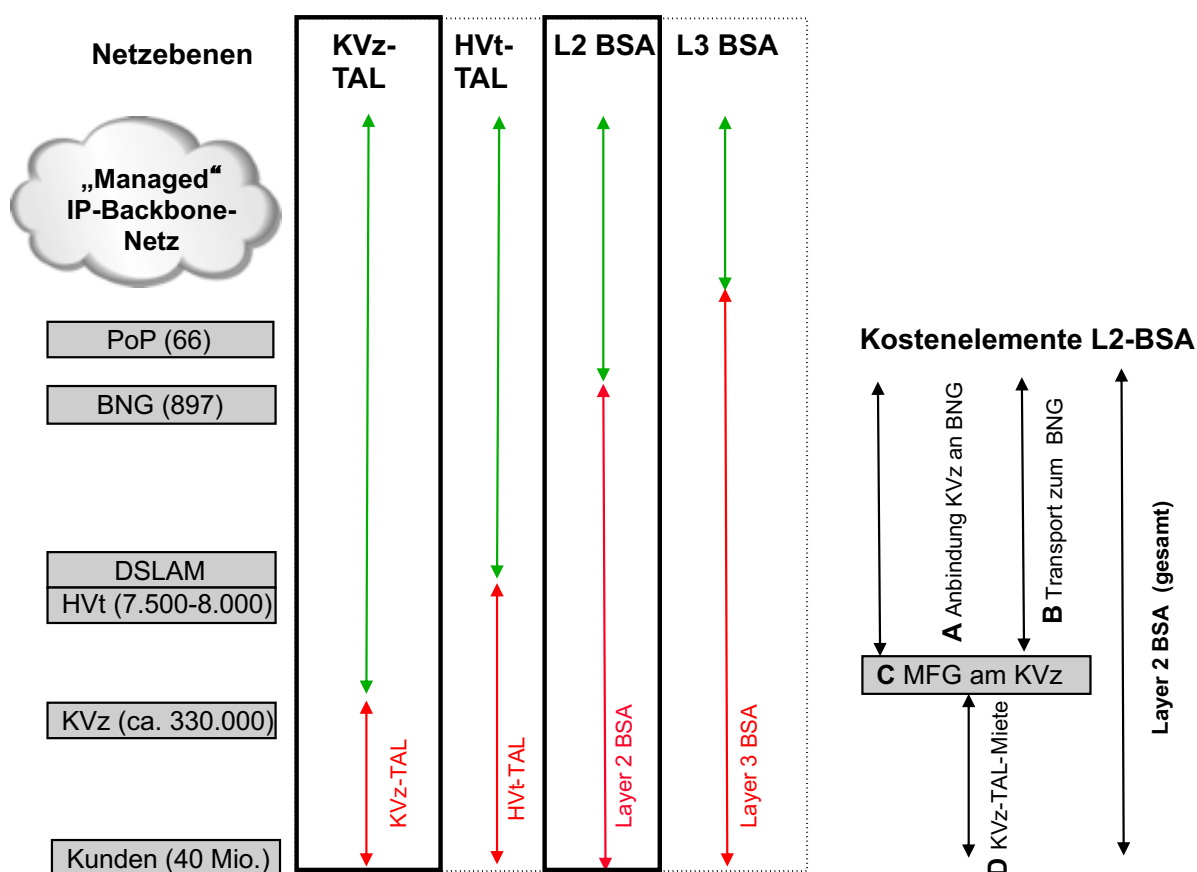 Netzebenen
KVz-
TAL
HVt-
TAL
L2 BSA
L3 BSA
„Managed“
IP-Backbone-
Netz
PoP (66)
BNG (897)
DSLAM
HVt (7.500-8.000)
KVz (ca. 330.000)
Kunden (40 Mio.)
KVz-TAL
HVt-TAL
Layer 2 BSA
Layer 3 BSA
Kostenelemente L2-BSA
A Anbindung KVz an BNG
B Transport zum BNG
C MFG am KVz
D KVz-TAL-Miete
Layer 2 BSA (gesamt)